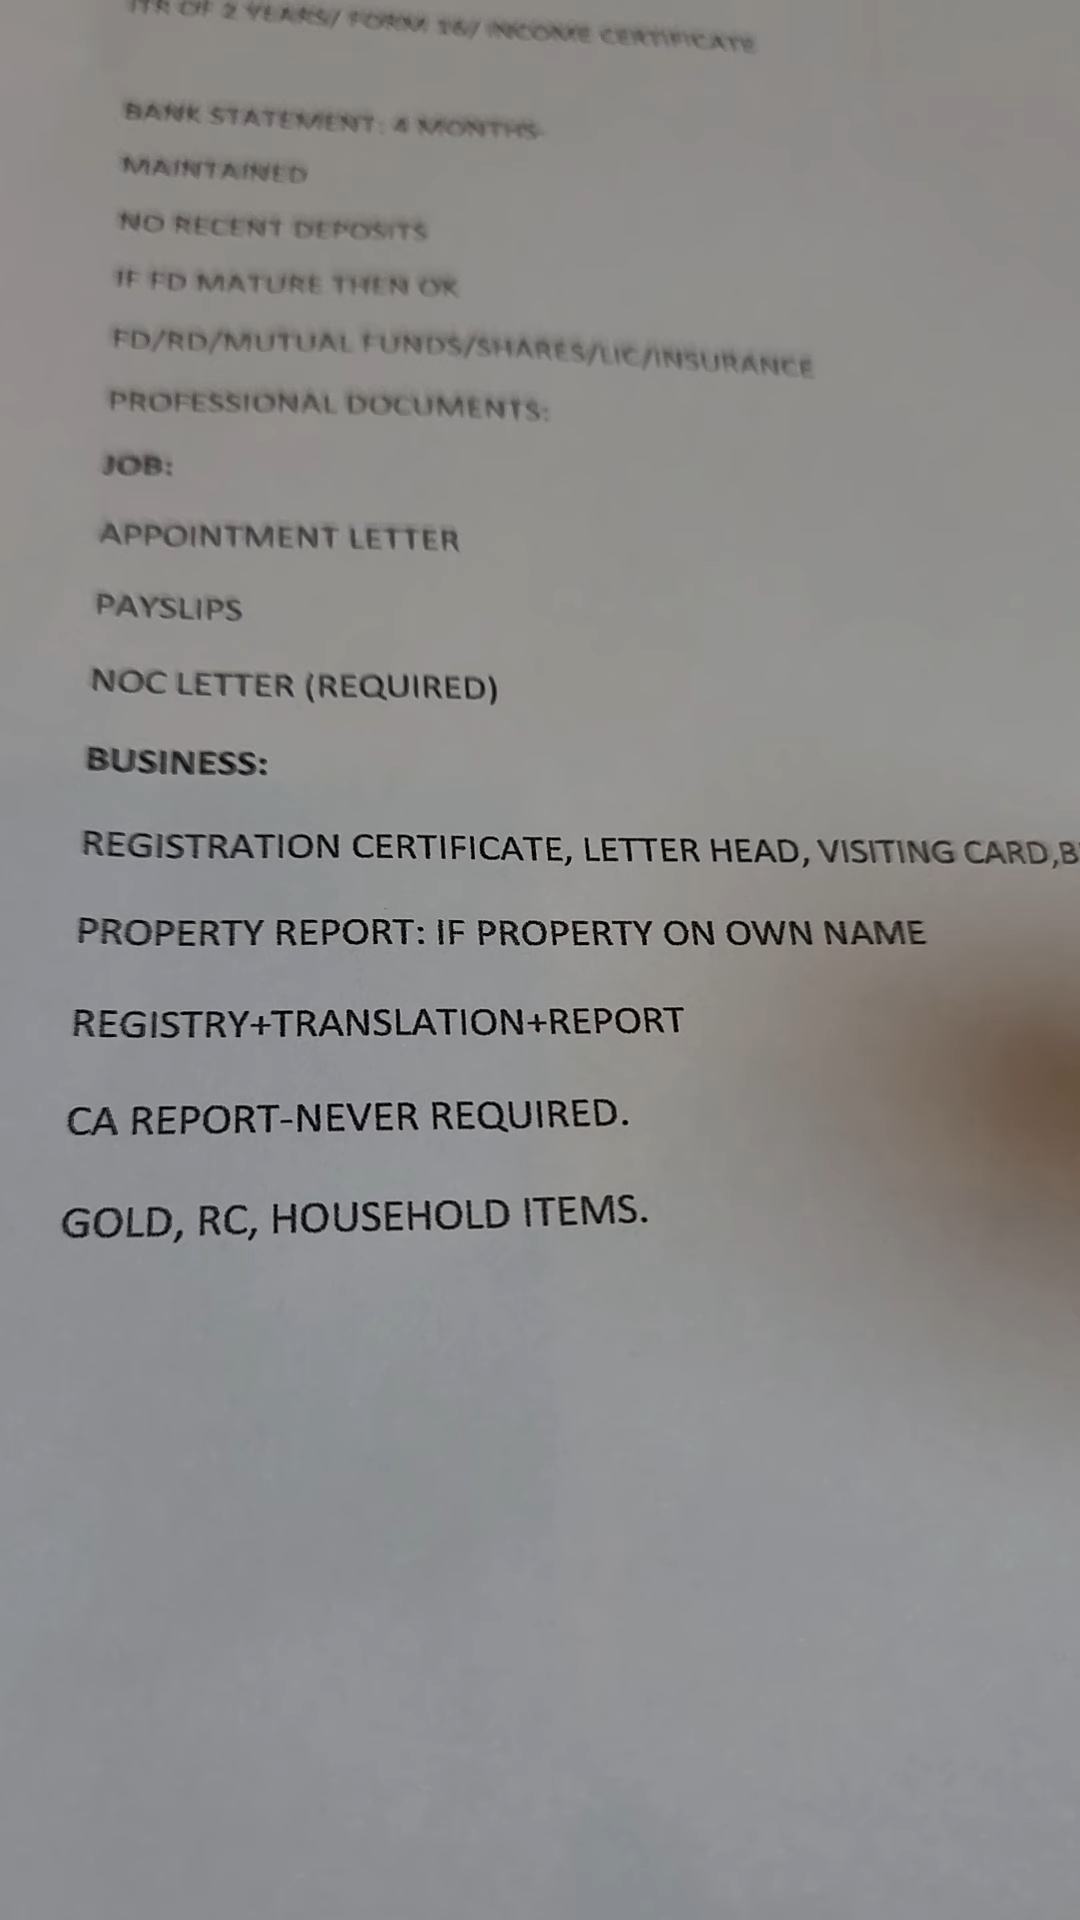 ITR OF 2 YEARS/ FORM 16/ INCOME CERTIFICATE
BANK STATEMENT: 4 MONTHS
MAINTAINED
NO RECENT DEPOSITS
IF FD MATURE THEN OK
FD/RD/MUTUAL FUNDS/SHARES/LIC/INSURANCE
PROFESSIONAL DOCUMENTS:
JOB:
APPOINTMENT LETTER
PAYSLIPS
NOC LETTER (REQUIRED)
BUSINESS:
REGISTRATION CERTIFICATE, LETTER HEAD, VISITING CARD,
PROPERTY REPORT: IF PROPERTY ON OWN NAME
REGISTRY+TRANSLATION+REPORT
CA REPORT-NEVER REQUIRED.
GOLD, RC, HOUSEHOLD ITEMS.